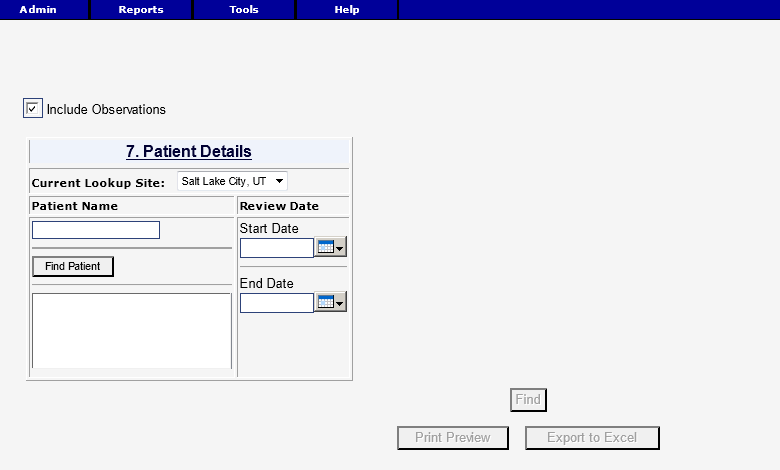 Admin Reports Tools Help
Include Observations
7. Patient Details
Current Lookup Site: Salt Lake City, UT
Patient Name Review Date
Start Date
Find Patient
End Date
Find
Print Preview Export to Excel